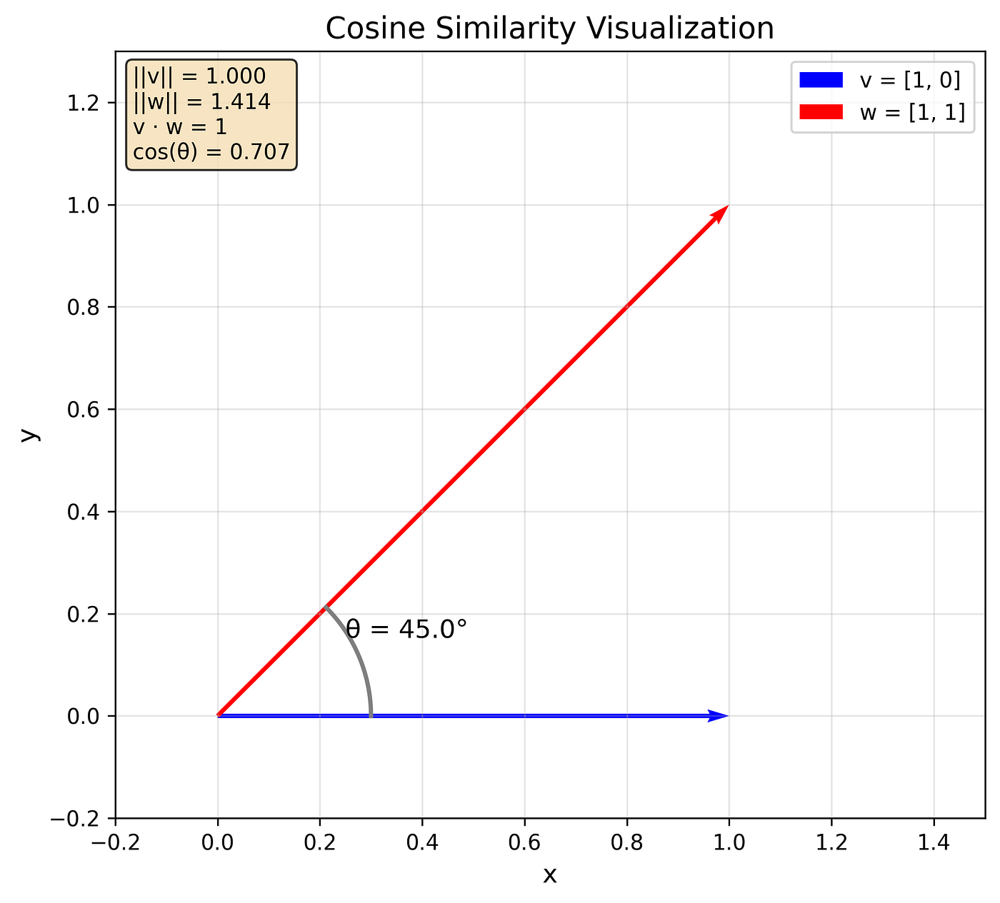 Cosine Similarity Visualization
||v|| = 1.000
||w|| = 1.414
v · w = 1
cos(θ) = 0.707
v = [1, 0]
w = [1, 1]
1.2
1.0
0.8
0.6
0.4
0.2
0.0
−0.2
y
θ = 45.0°
−0.2 0.0 0.2 0.4 0.6 0.8 1.0 1.2 1.4
x